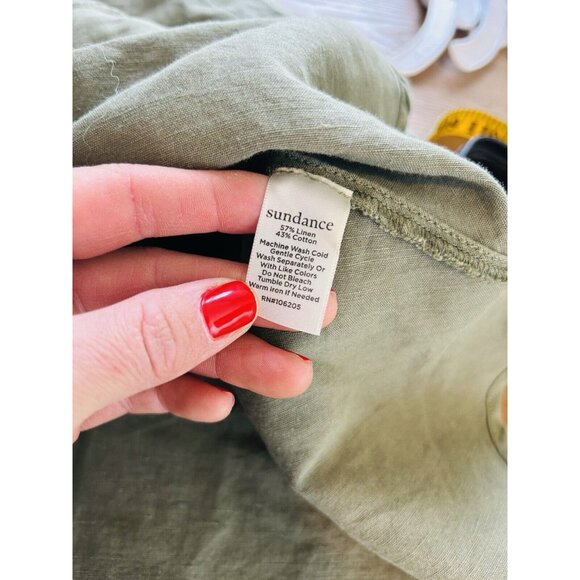 sundance
57% Linen
43% Cotton
Machine Wash Cold
Gentle Cycle
Wash Separately Or
With Like Colors
Do Not Bleach
Tumble Dry Low
Warm Iron If Needed
RN#106205